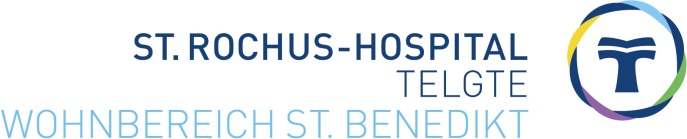 ST. ROCHUS-HOSPITAL
TELGTE
WOHNBEREICH ST. BENEDIKT